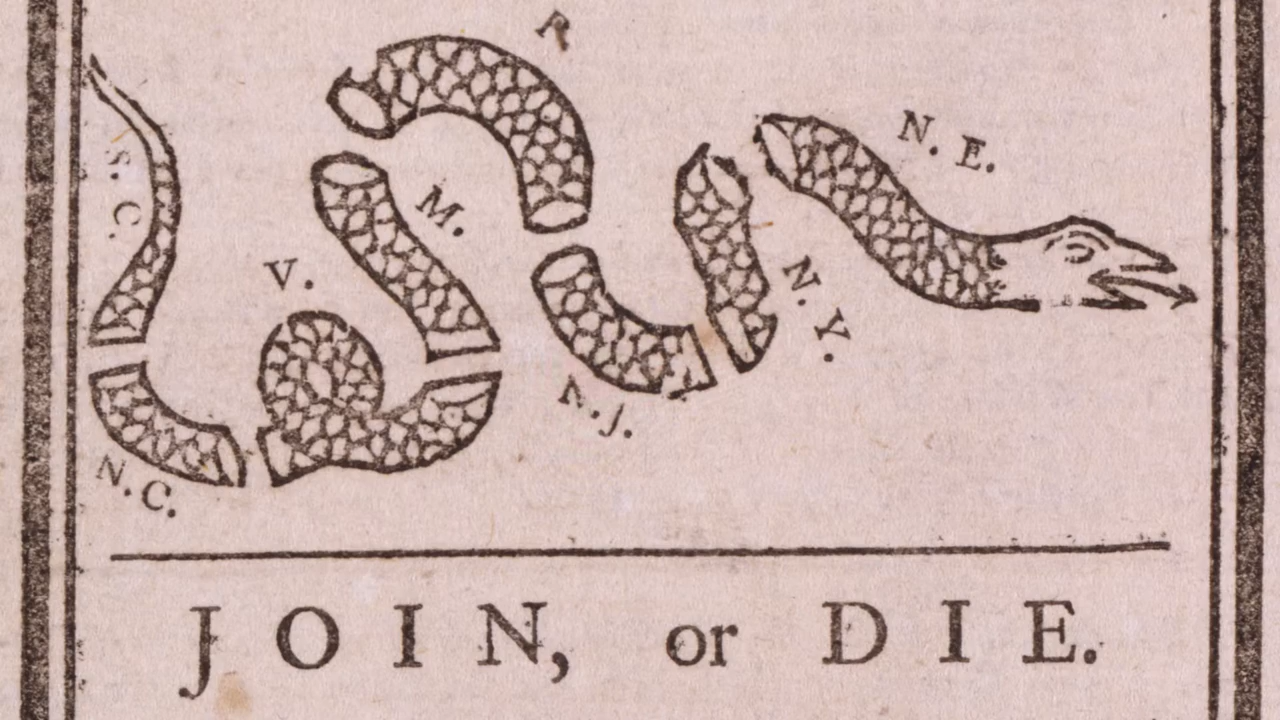 R
N. E.
S. C.
M.
V.
N. Y.
N. J.
N. C.
JOIN, or DIE.